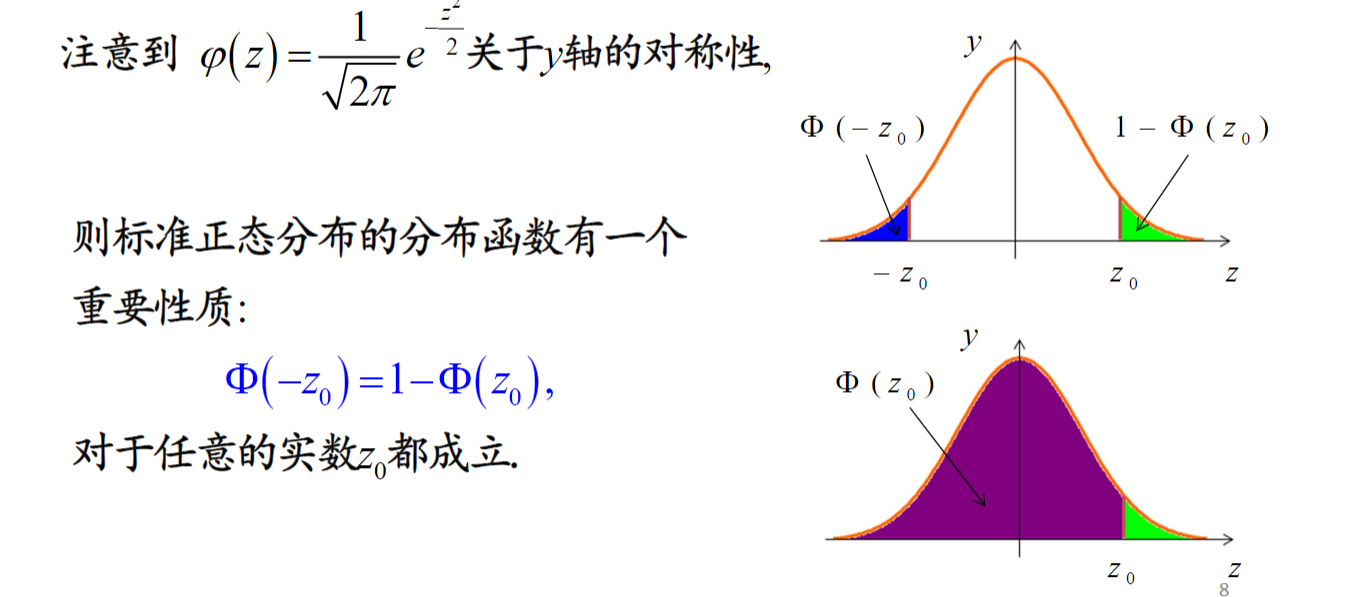 注意到 φ(z)=1/√2π e^(-z²/2) 关于y轴的对称性,
则标准正态分布的分布函数有一个
重要性质:
Φ(−z₀)=1−Φ(z₀),
对于任意的实数z₀都成立.
y
Φ(−z₀)
1−Φ(z₀)
−z₀
z₀
z
y
Φ(z₀)
z₀
z
8